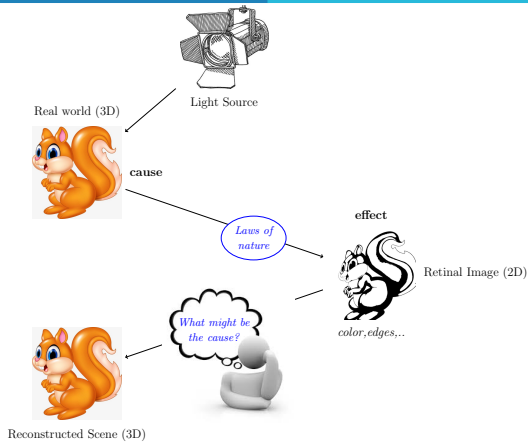 Light Source
Real world (3D)
cause
Laws of
nature
effect
Retinal Image (2D)
color,edges,..
What might be
the cause?
Reconstructed Scene (3D)